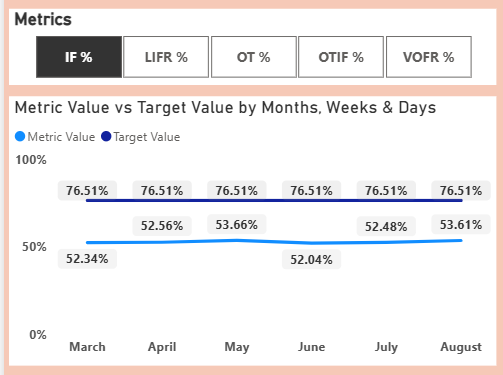 Metrics
IF %
LIFR %
OT %
OTIF %
VOFR %
Metric Value vs Target Value by Months, Weeks & Days
Metric Value Target Value
100%
76.51% 76.51% 76.51% 76.51% 76.51% 76.51%
52.56% 53.66% 52.48% 53.61%
50%
52.34% 52.04%
0%
March April May June July August